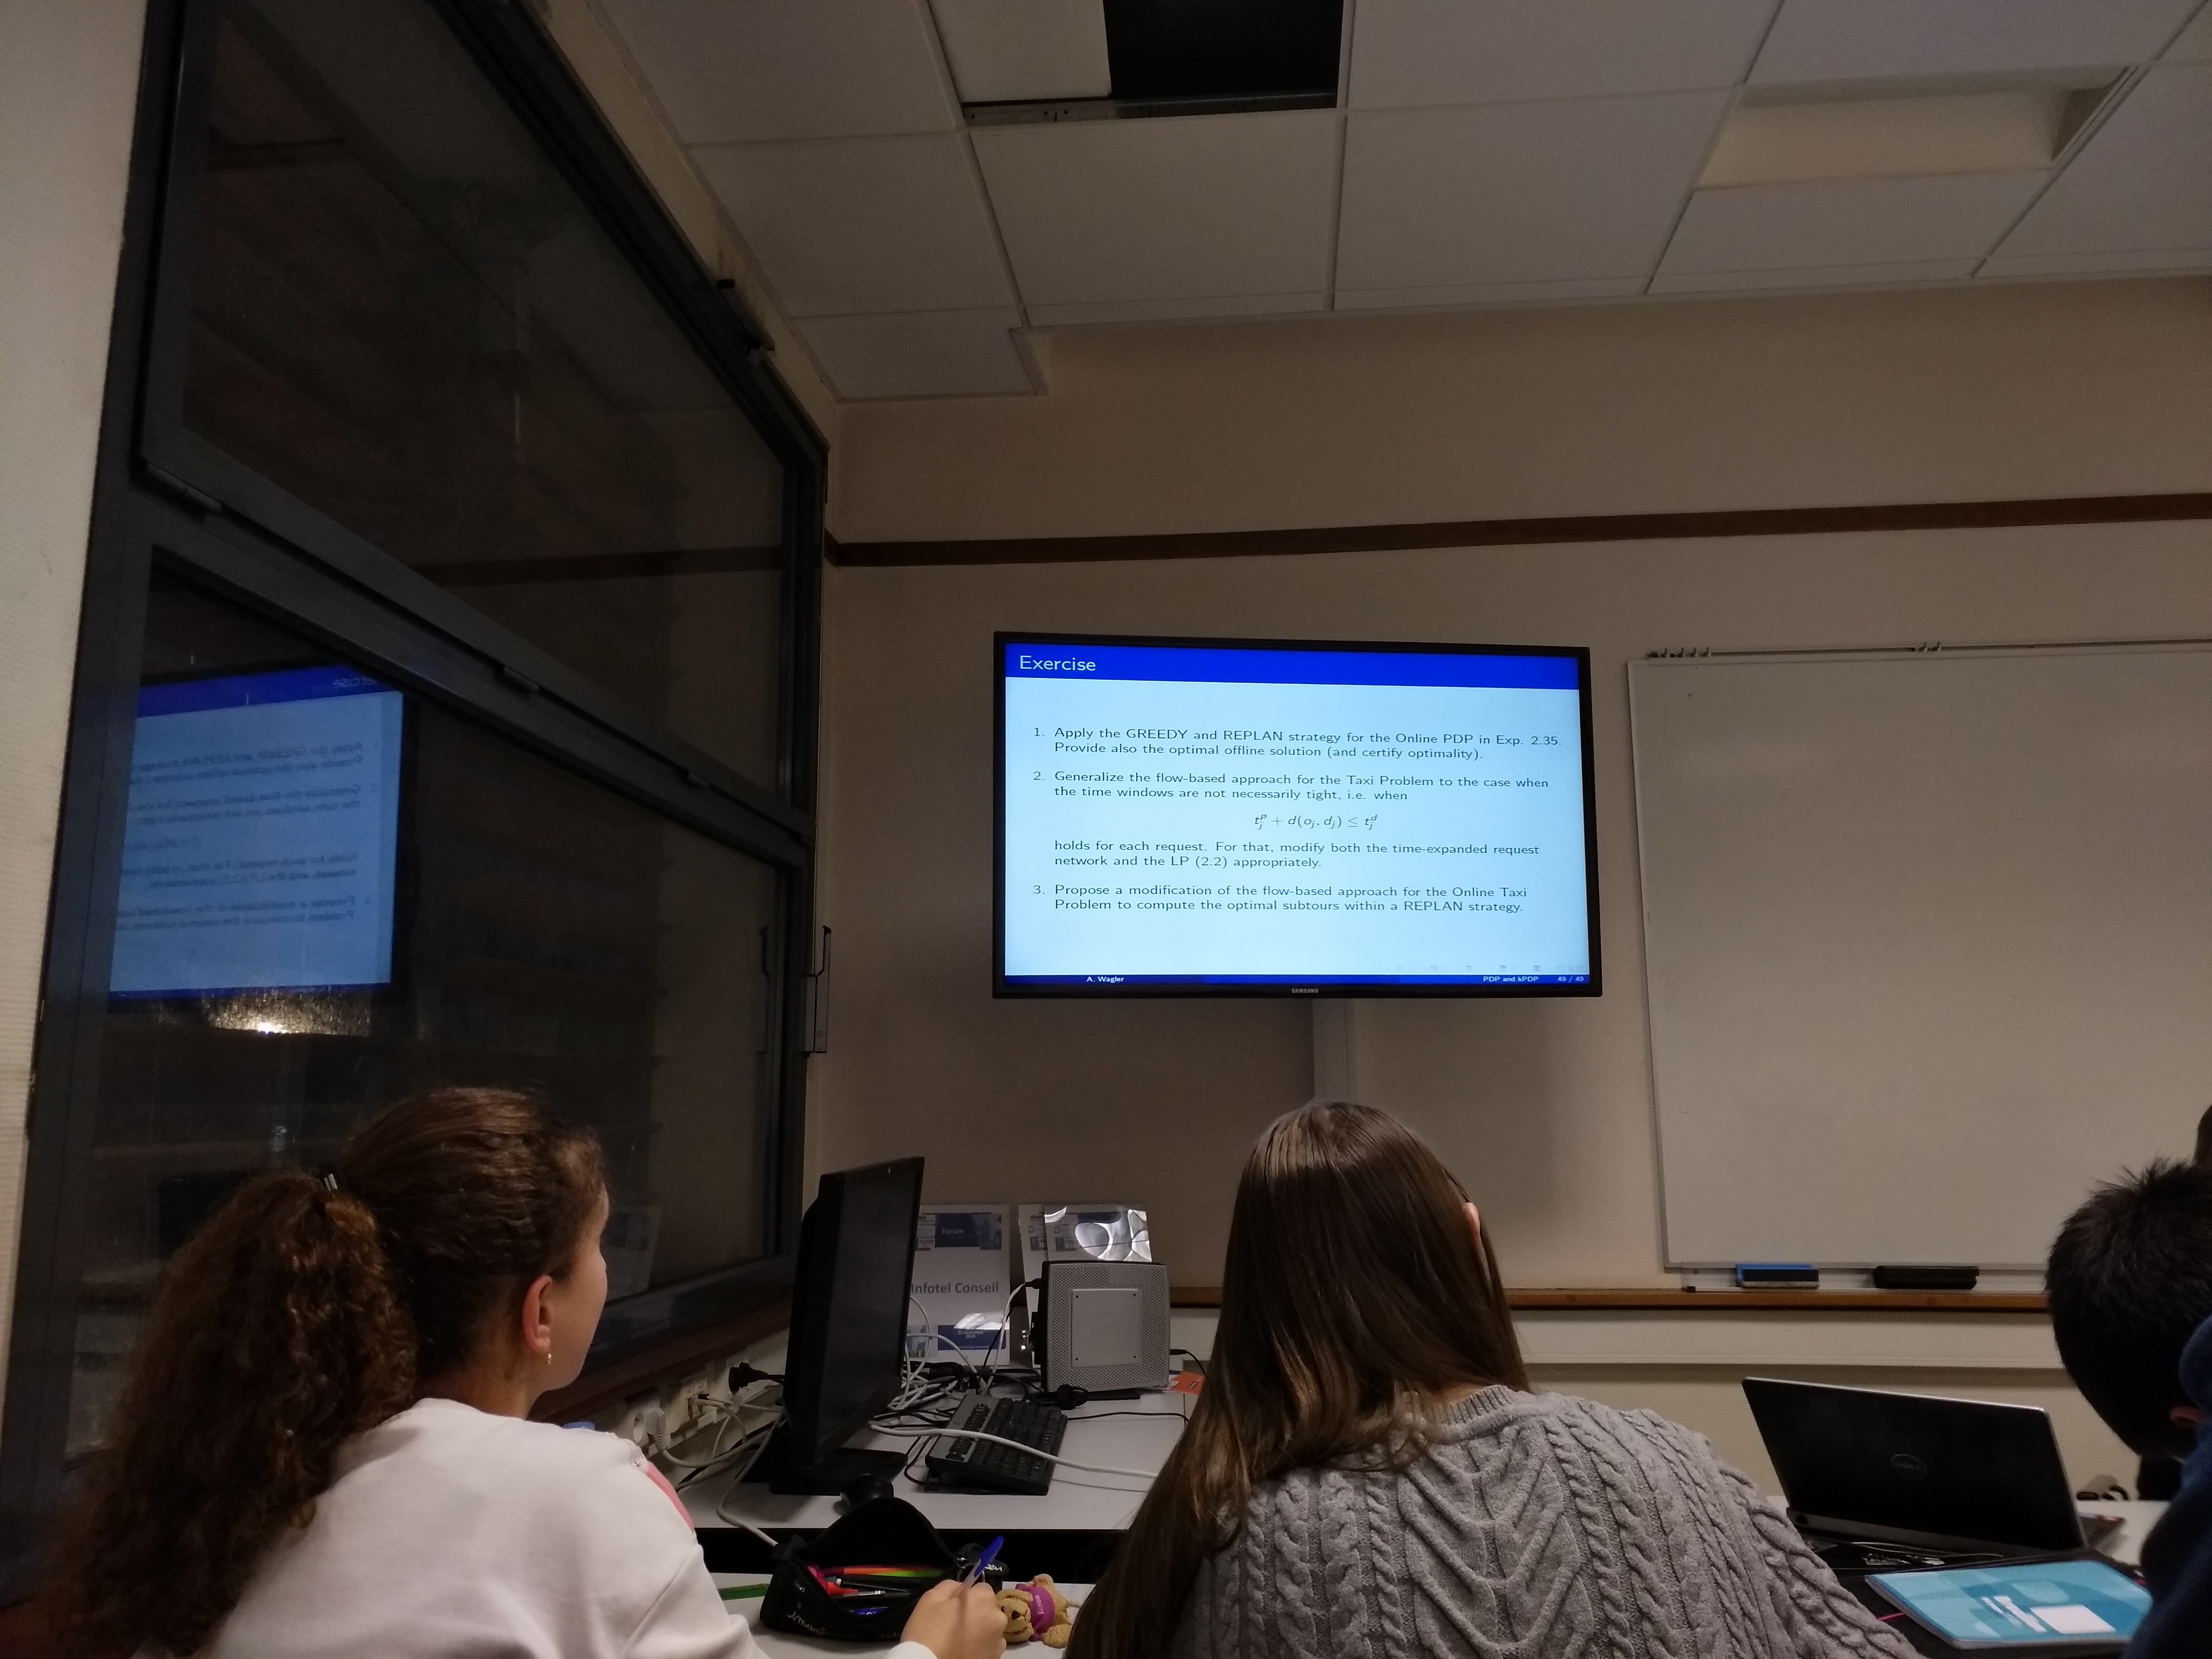 Exercise
1. Apply the GREEDY and REPLAN strategy for the Online PDP in Exp. 2.35.
Provide also the optimal offline solution (and certify optimality).
2. Generalize the flow-based approach for the Taxi Problem to the case when
the time windows are not necessarily tight, i.e. when
t_j^p + d(o_j, d_j) ≤ t_j^d
holds for each request. For that, modify both the time-expanded request
network and the LP (2.2) appropriately.
3. Propose a modification of the flow-based approach for the Online Taxi
Problem to compute the optimal subtours within a REPLAN strategy.
A. Wagler PDP and kPDP 49 / 49
SAMSUNG
Forum
Infotel Conseil
DELL